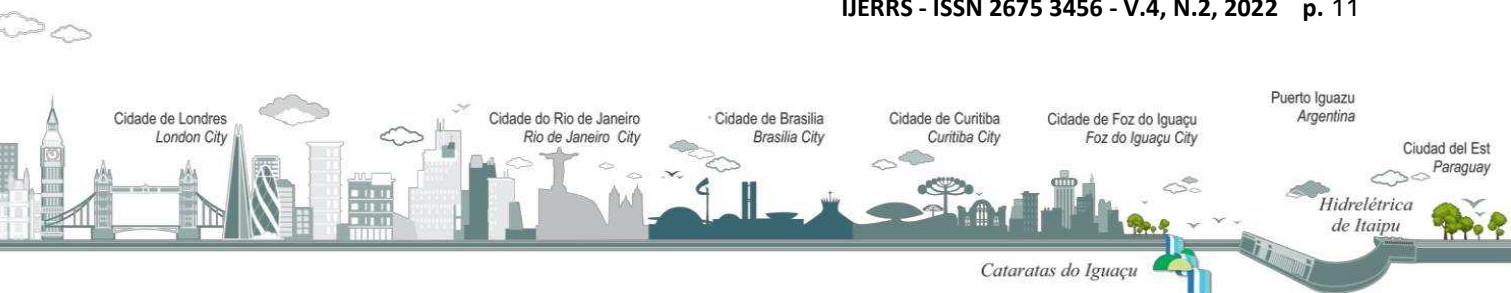 IJERRS - ISSN 2675 3456 - V.4, N.2, 2022 p. 11
Cidade de Londres
London City
Cidade do Rio de Janeiro
Rio de Janeiro City
Cidade de Brasilia
Brasilia City
Cidade de Curitiba
Curitiba City
Cidade de Foz do Iguaçu
Foz do Iguaçu City
Puerto Iguazu
Argentina
Ciudad del Est
Paraguay
Hidrelétrica
de Itaipu
Cataratas do Iguaçu